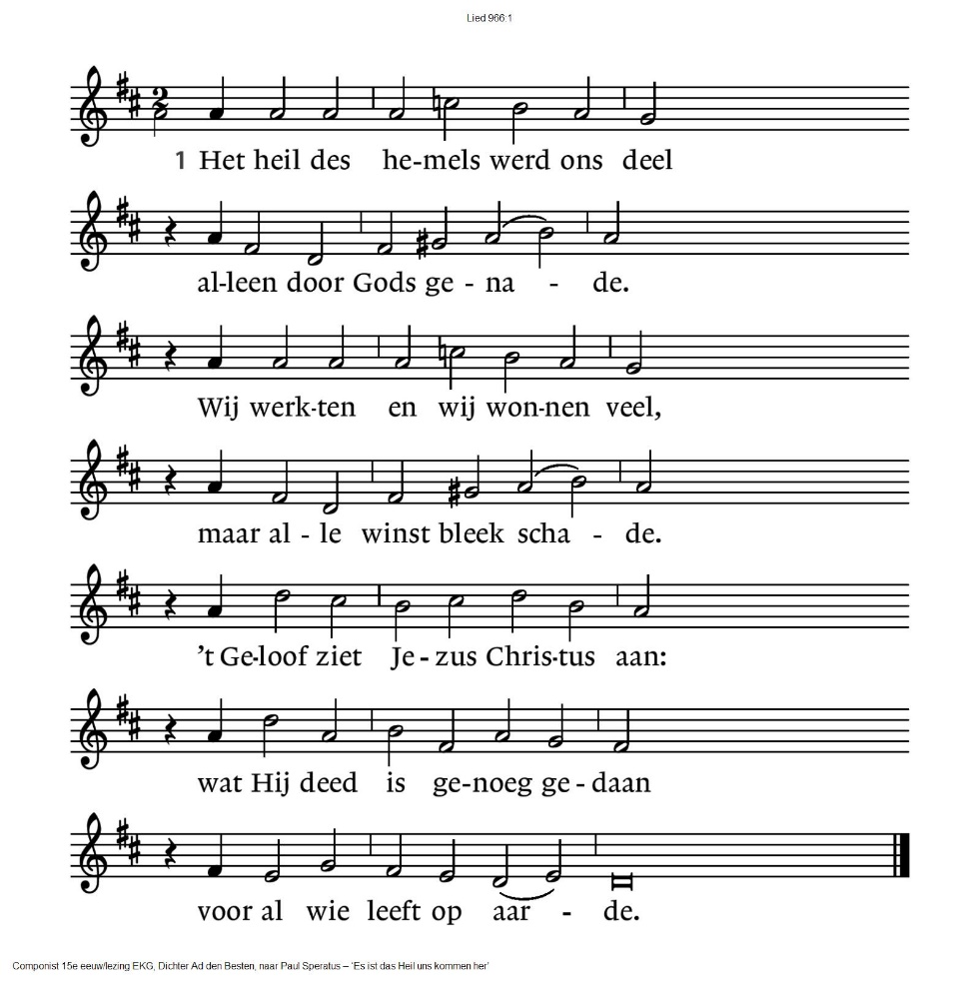 Lied 966:1
2
1 Het heil des he-mels werd ons deel
al-leen door Gods ge - na - de.
Wij werk-ten en wij won-nen veel,
maar al - le winst bleek scha - de.
’t Ge-loof ziet Je - zus Chris-tus aan:
wat Hij deed is ge-noeg ge - daan
voor al wie leeft op aar - de.
Componist 15e eeuw/lezing EKG, Dichter Ad den Besten, naar Paul Speratus – ‘Es ist das Heil uns kommen her’